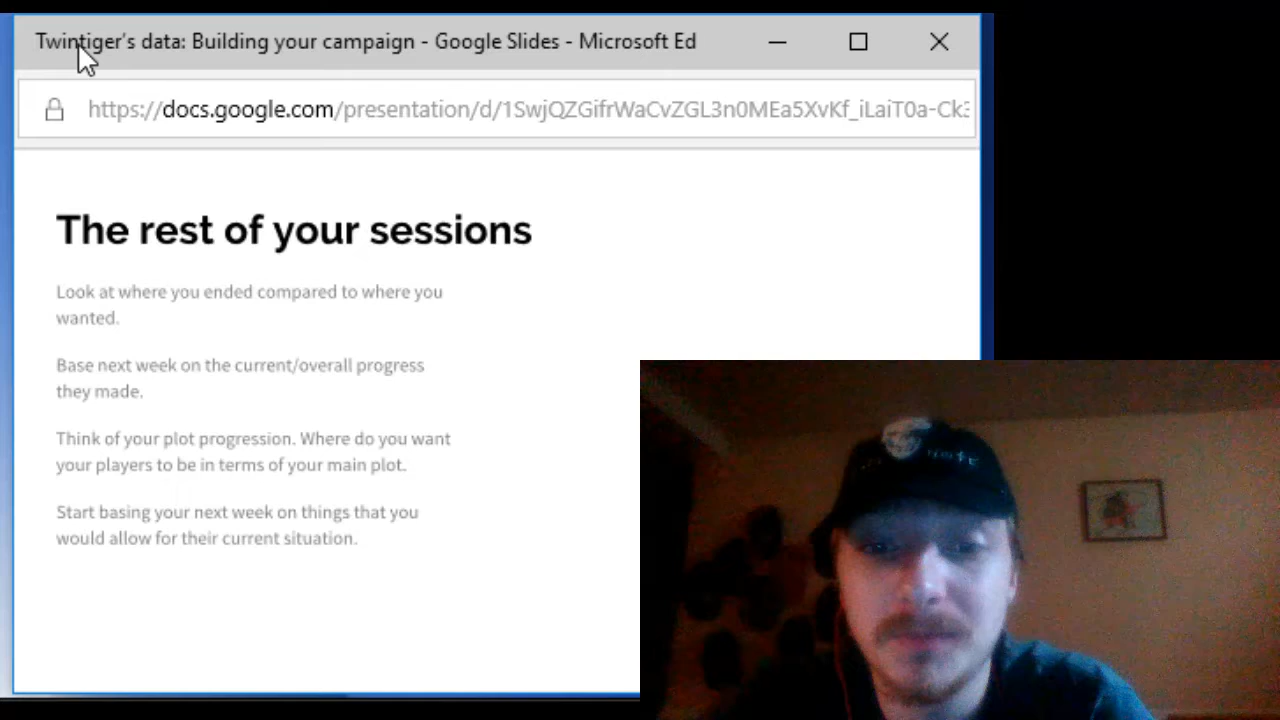 Twintiger's data: Building your campaign - Google Slides - Microsoft Ed
https://docs.google.com/presentation/d/1SwjQZGifrWaCvZGL3n0MEa5XvKf_iLaiT0a-Ck
The rest of your sessions
Look at where you ended compared to where you
wanted.
Base next week on the current/overall progress
they made.
Think of your plot progression. Where do you want
your players to be in terms of your main plot.
Start basing your next week on things that you
would allow for their current situation.